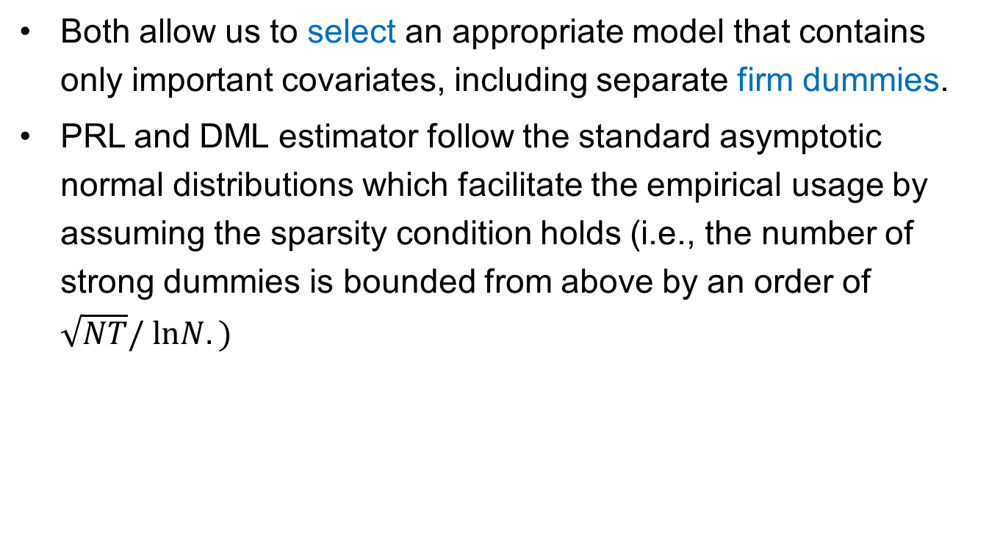 • Both allow us to select an appropriate model that contains
only important covariates, including separate firm dummies.
• PRL and DML estimator follow the standard asymptotic
normal distributions which facilitate the empirical usage by
assuming the sparsity condition holds (i.e., the number of
strong dummies is bounded from above by an order of
√NT/ lnN. )